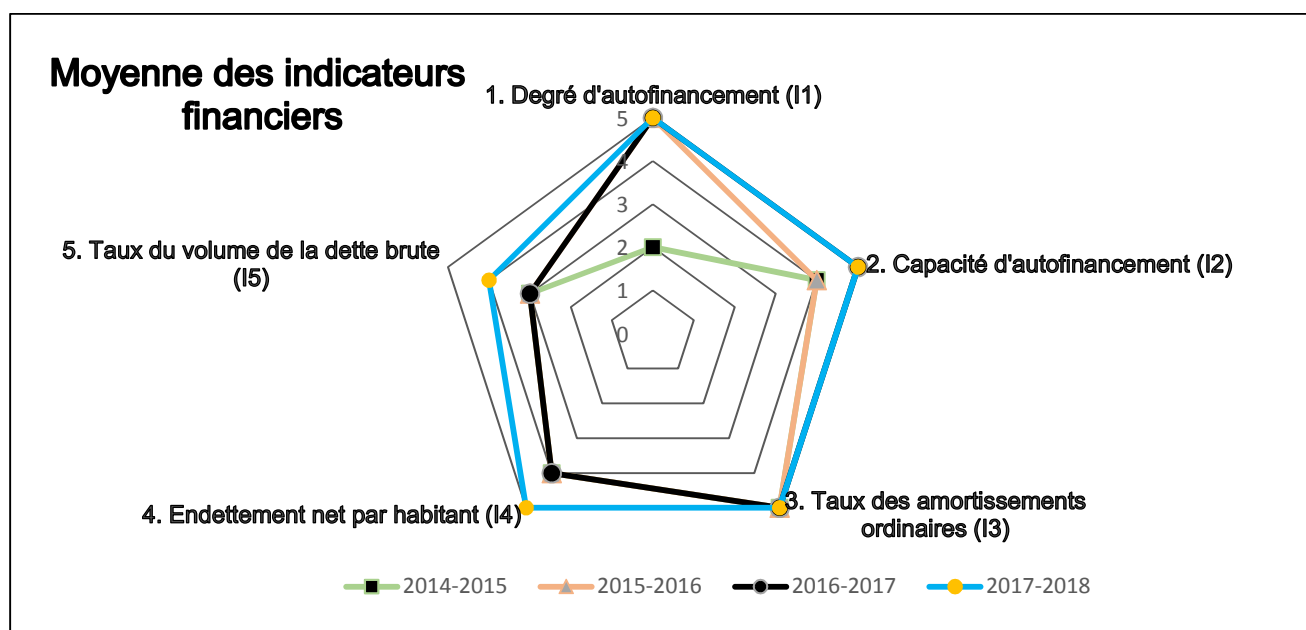 Moyenne des indicateurs
financiers
1. Degré d'autofinancement (I1)
5
4
3
2
1
0
2. Capacité d'autofinancement (I2)
3. Taux des amortissements
ordinaires (I3)
4. Endettement net par habitant (I4)
5. Taux du volume de la dette brute
(I5)
2014-2015
2015-2016
2016-2017
2017-2018